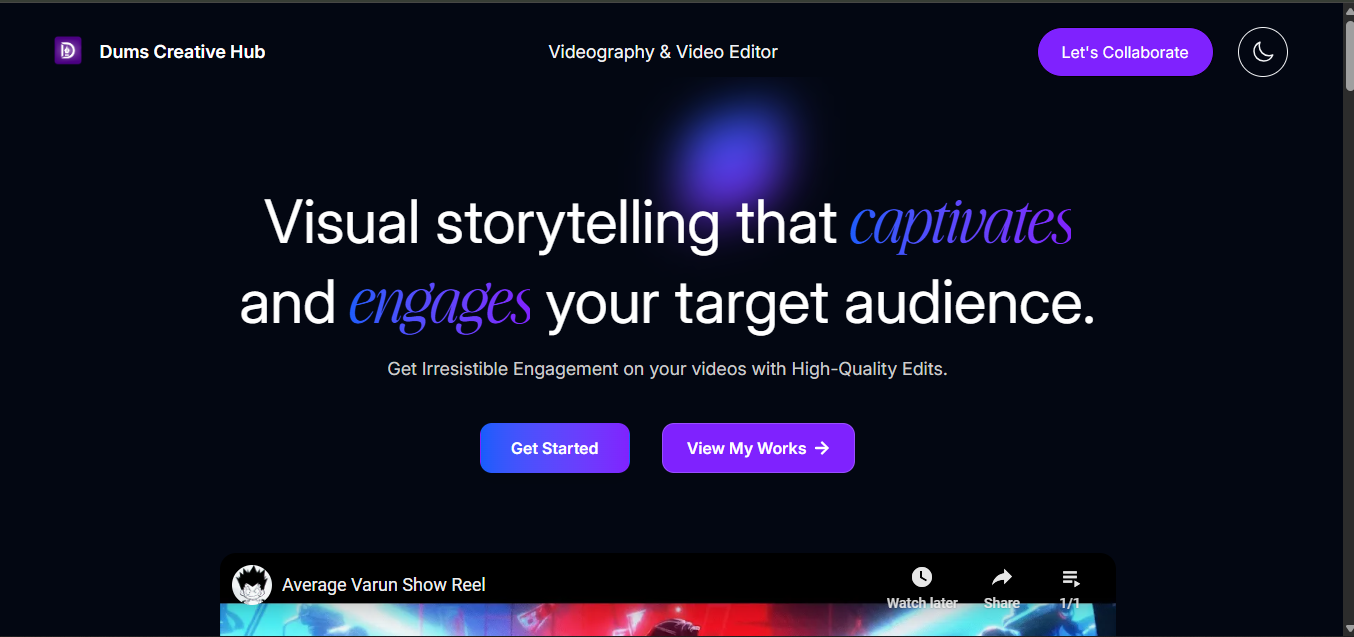 Dums Creative Hub
Videography & Video Editor
Let's Collaborate
Visual storytelling that captivates
and engages your target audience.
Get Irresistible Engagement on your videos with High-Quality Edits.
Get Started
View My Works →
Average Varun Show Reel
Watch later
Share
1/1